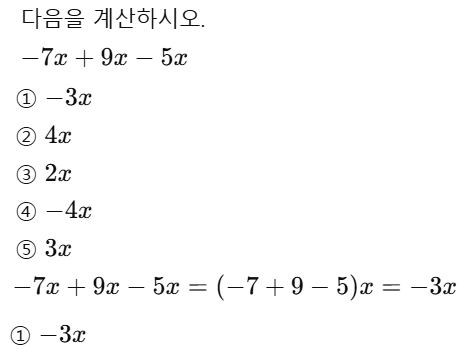 다음을 계산하시오.
−7x + 9x − 5x
① −3x
② 4x
③ 2x
④ −4x
⑤ 3x
−7x + 9x − 5x = (−7 + 9 − 5)x = −3x
① −3x